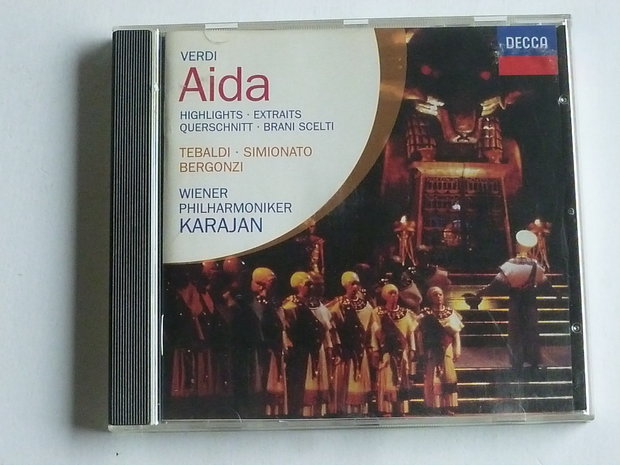 VERDI
Aida
HIGHLIGHTS · EXTRAITS
QUERSCHNITT · BRANI SCELTI
TEBALDI · SIMIONATO
BERGONZI
WIENER
PHILHARMONIKER
KARAJAN
DECCA